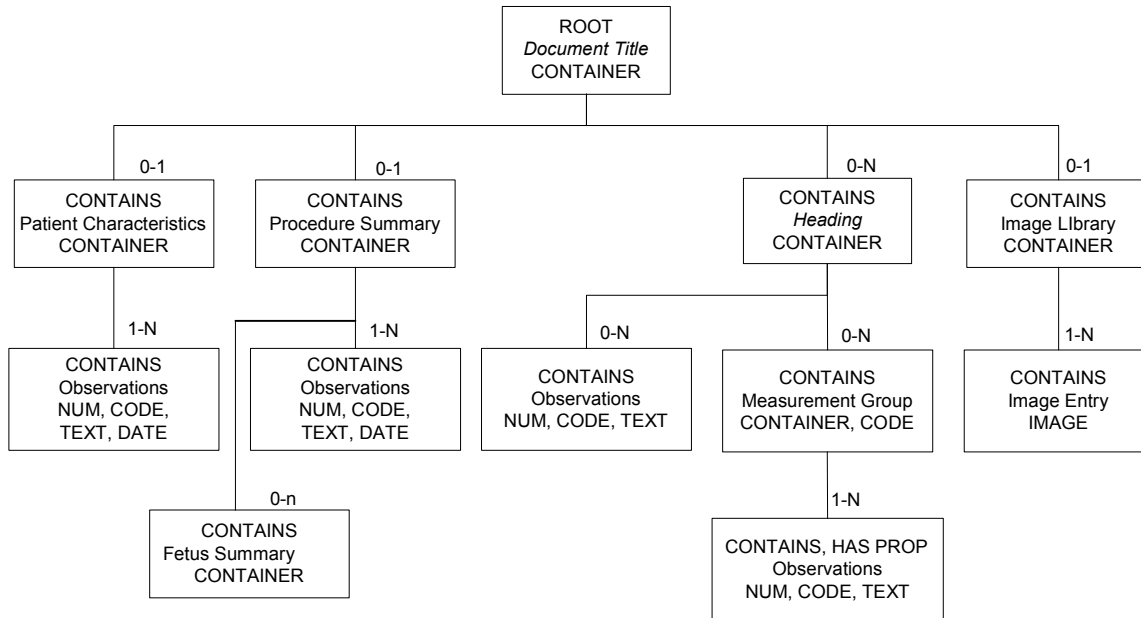 ROOT
Document Title
CONTAINER
0-1
0-1
0-N
0-1
CONTAINS
Patient Characteristics
CONTAINER
CONTAINS
Procedure Summary
CONTAINER
CONTAINS
Heading
CONTAINER
CONTAINS
Image LIbrary
CONTAINER
1-N
1-N
0-N
0-N
1-N
CONTAINS
Observations
NUM, CODE,
TEXT, DATE
CONTAINS
Observations
NUM, CODE,
TEXT, DATE
CONTAINS
Observations
NUM, CODE, TEXT
CONTAINS
Measurement Group
CONTAINER, CODE
CONTAINS
Image Entry
IMAGE
0-n
1-N
CONTAINS
Fetus Summary
CONTAINER
CONTAINS, HAS PROP
Observations
NUM, CODE, TEXT